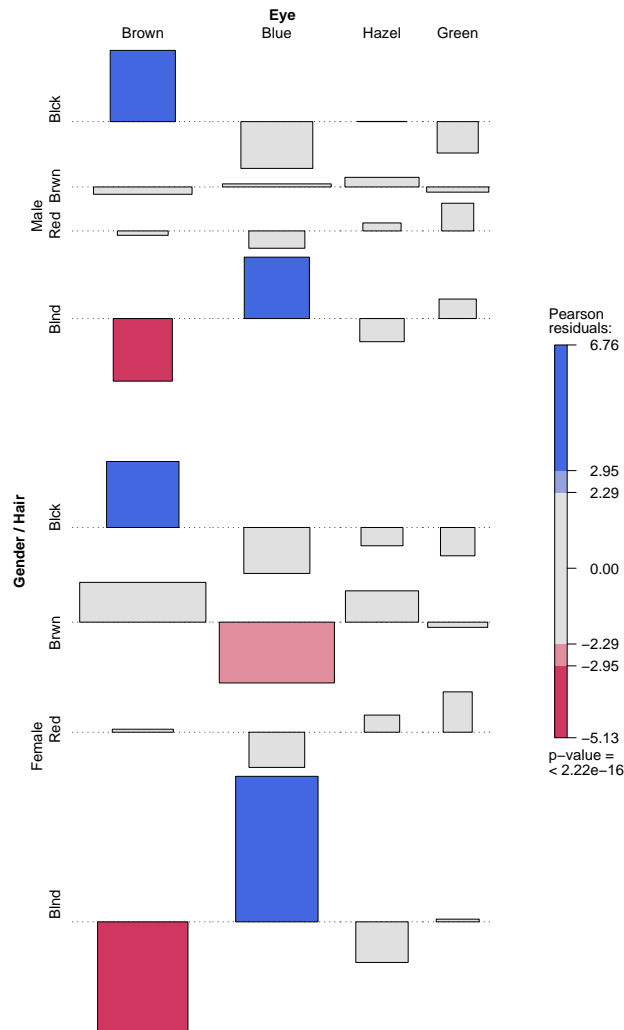 Eye
Brown Blue Hazel Green
Gender / Hair
Male
Blck
Brwn
Red
Blnd
Female
Blck
Brwn
Red
Blnd
Pearson
residuals:
6.76
2.95
2.29
0.00
−2.29
−2.95
−5.13
p−value =
< 2.22e−16